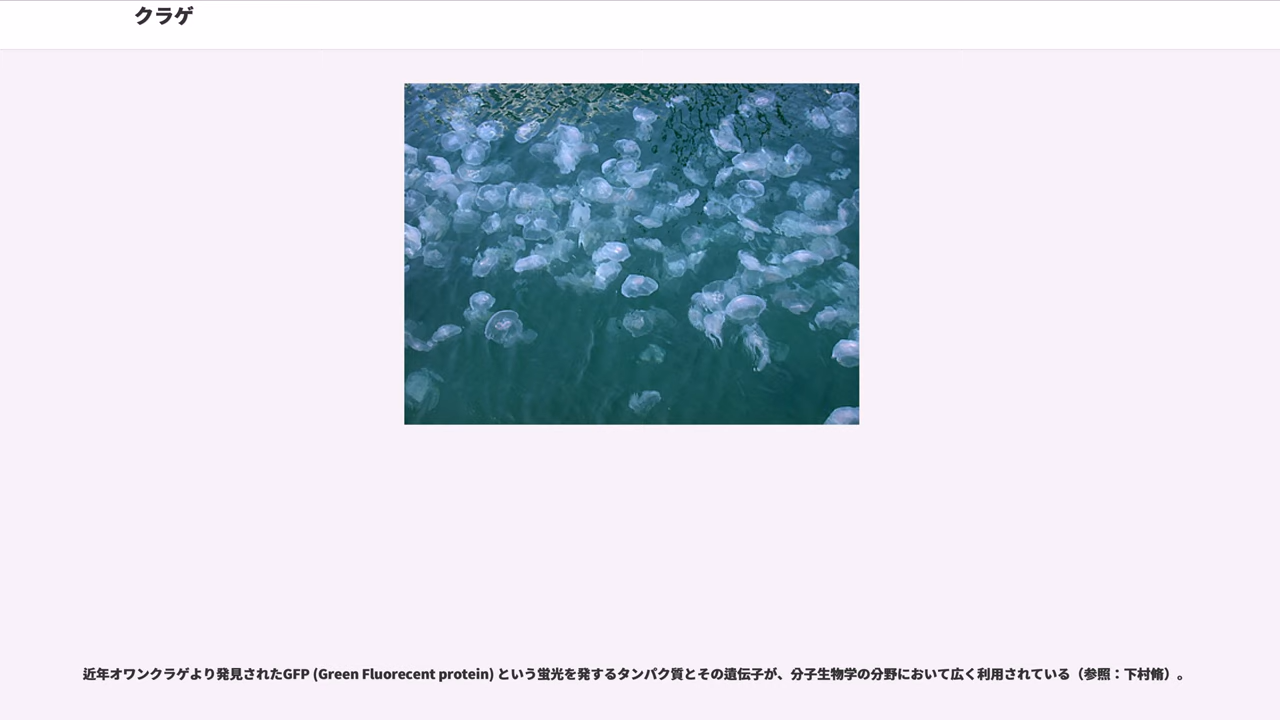 クラゲ
近年オワンクラゲより発見されたGFP (Green Fluorecent protein) という蛍光を発するタンパク質とその遺伝子が、分子生物学の分野において広く利用されている（参照：下村脩）。